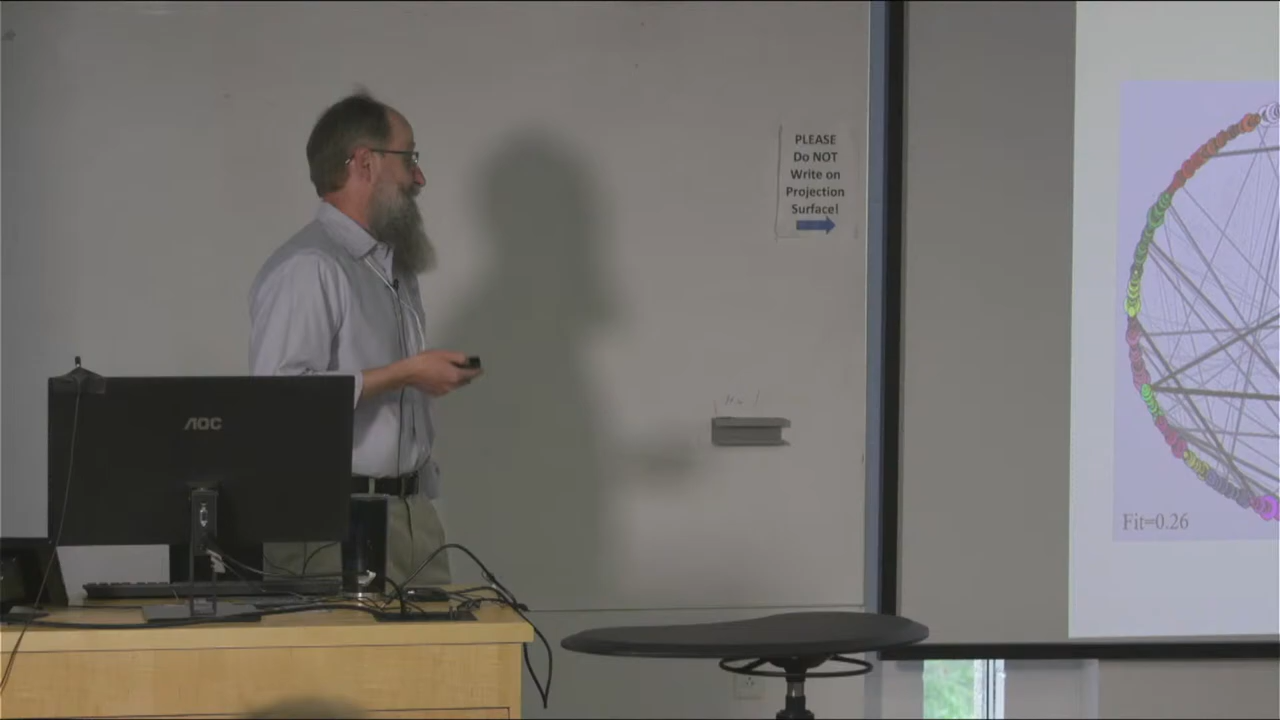 PLEASE
Do NOT
Write on
Projection
Surface!
AOC
Fit=0.26